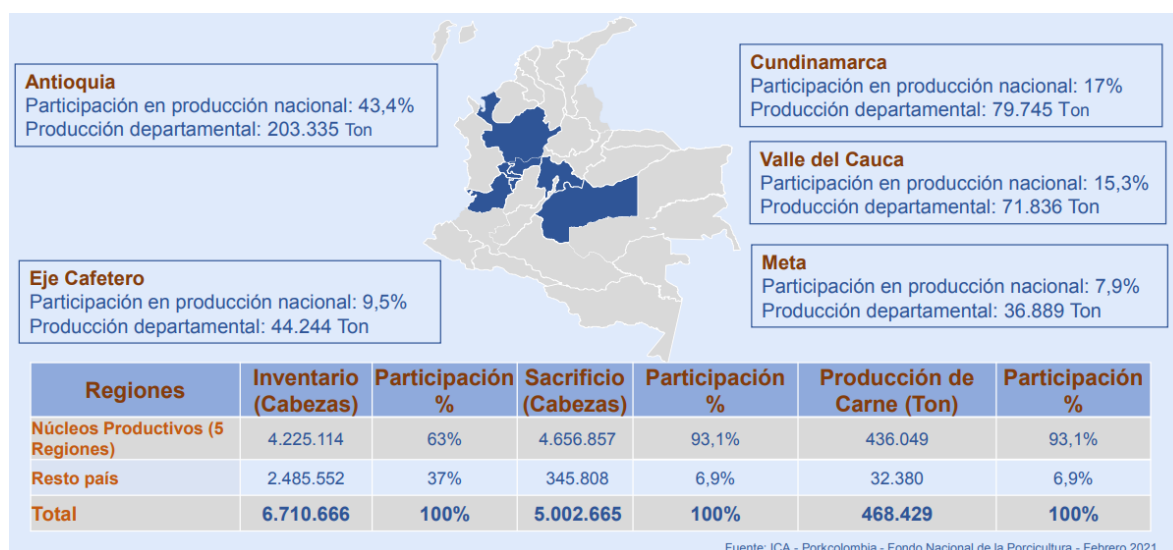 Antioquia
Participación en producción nacional: 43,4%
Producción departamental: 203.335 Ton
Cundinamarca
Participación en producción nacional: 17%
Producción departamental: 79.745 Ton
Valle del Cauca
Participación en producción nacional: 15,3%
Producción departamental: 71.836 Ton
Eje Cafetero
Participación en producción nacional: 9,5%
Producción departamental: 44.244 Ton
Meta
Participación en producción nacional: 7,9%
Producción departamental: 36.889 Ton
Regiones Inventario (Cabezas) Participación % Sacrificio (Cabezas) Participación % Producción de Carne (Ton) Participación %
Núcleos Productivos (5 Regiones) 4.225.114 63% 4.656.857 93,1% 436.049 93,1%
Resto país 2.485.552 37% 345.808 6,9% 32.380 6,9%
Total 6.710.666 100% 5.002.665 100% 468.429 100%
Fuente: ICA - Porkcolombia - Fondo Nacional de la Porcicultura - Febrero 2021